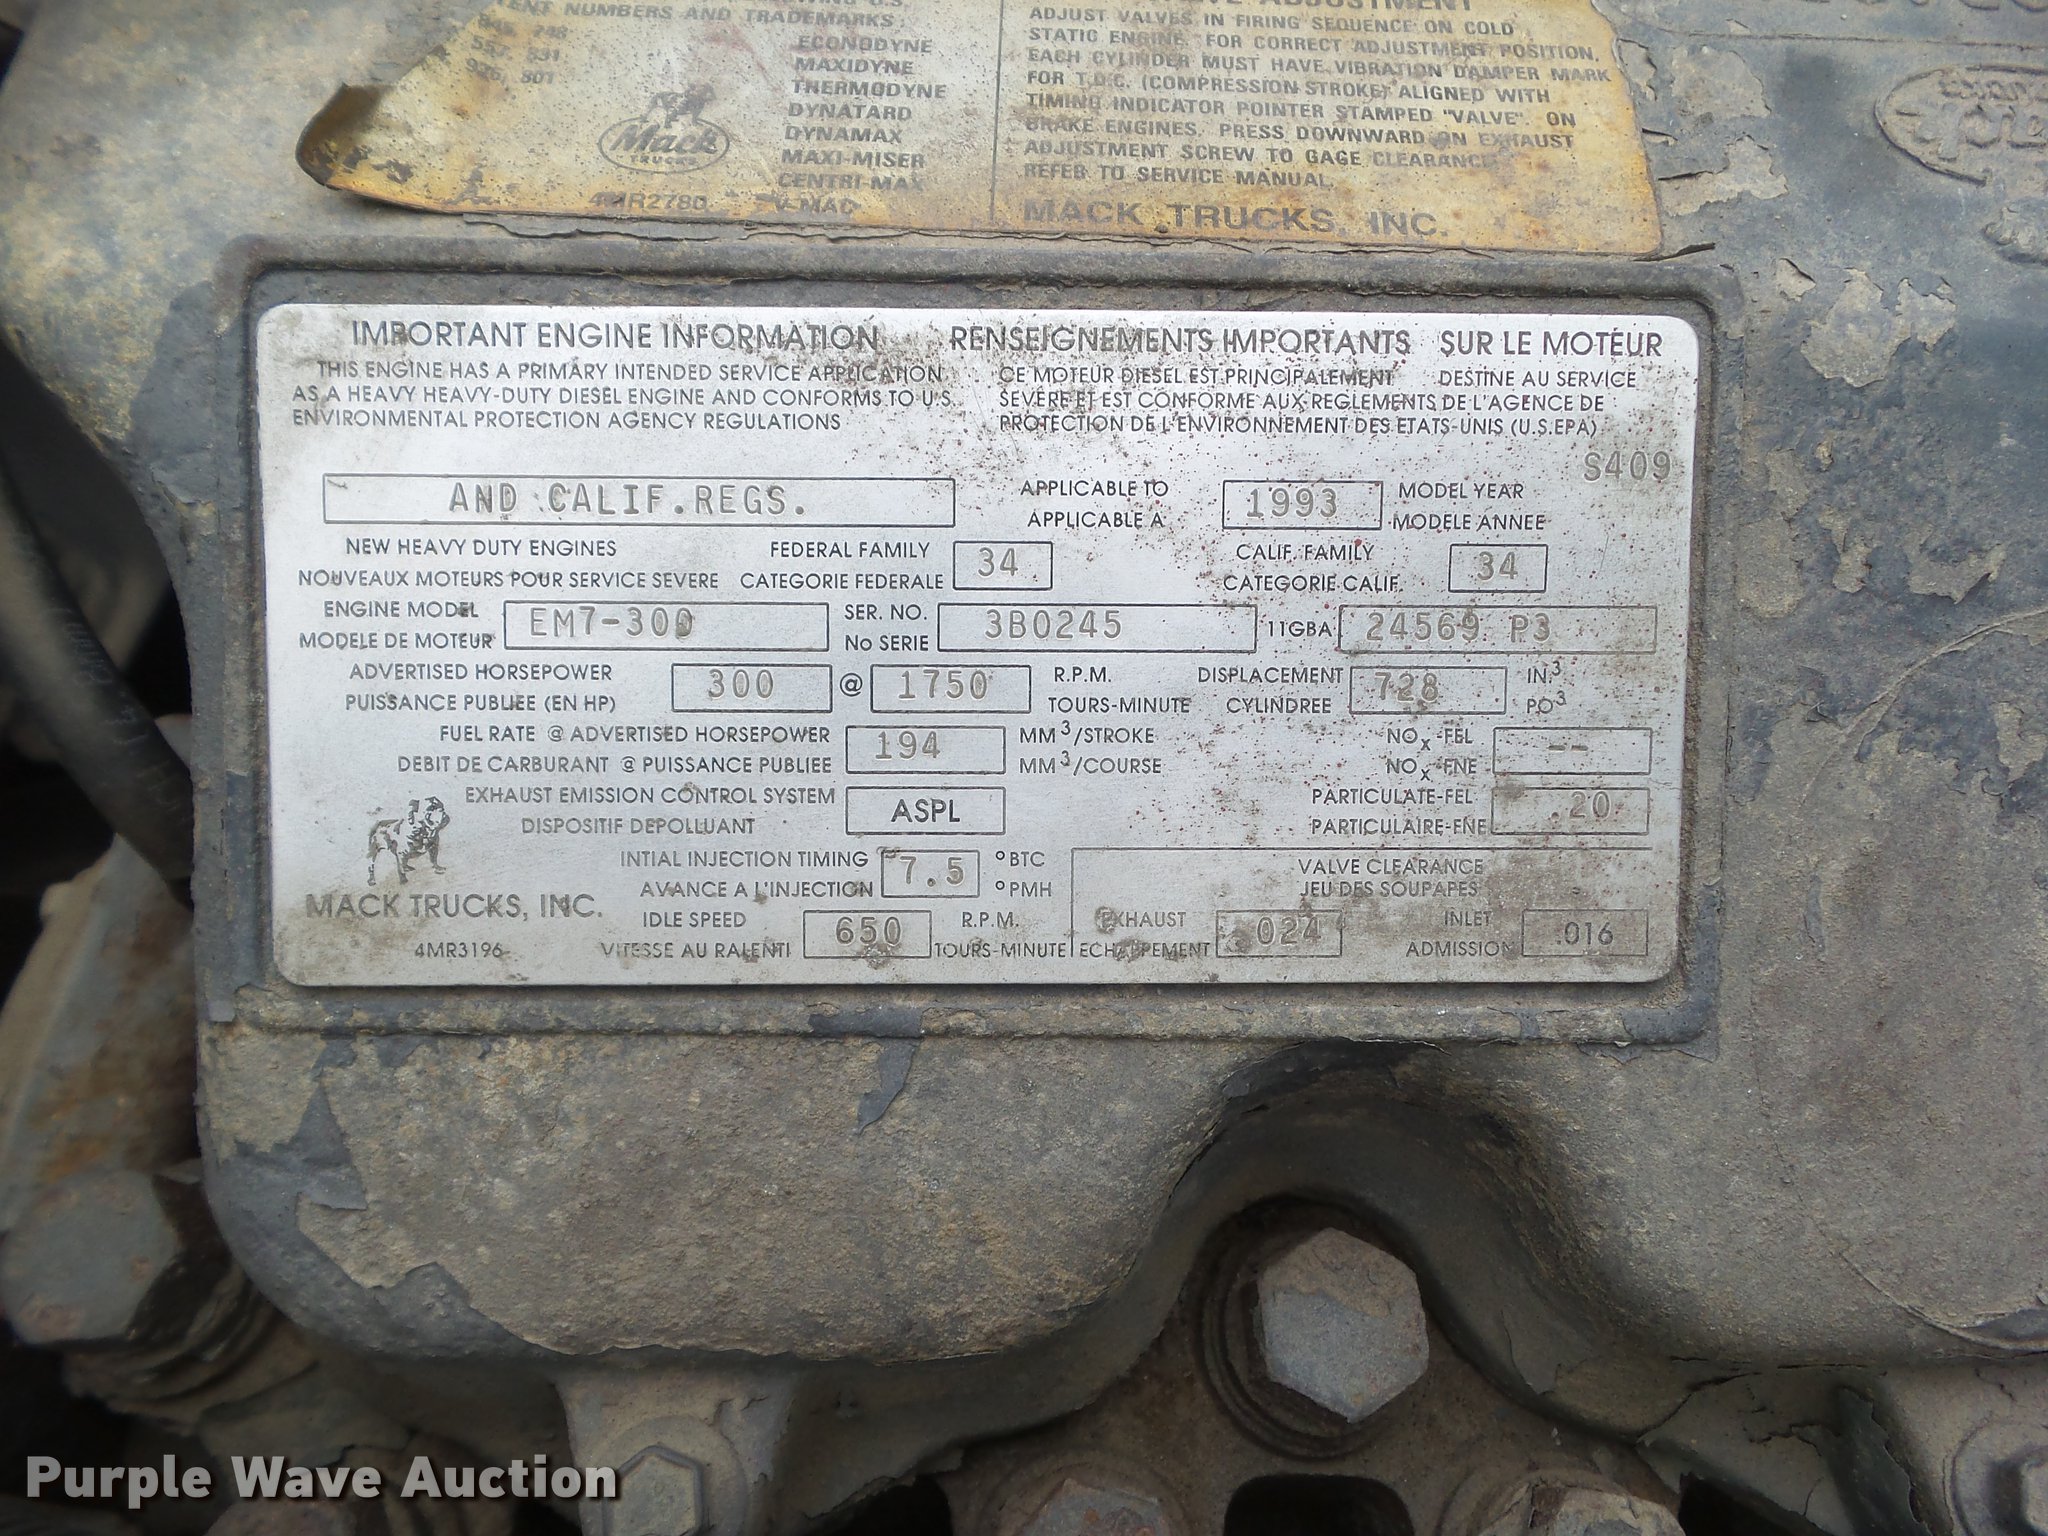 NUMBERS AND TRADEMARKS:
557, 831
ECONODYNE
MAXIDYNE
THERMODYNE
DYNATARD
DYNAMAX
MAXI-MISER
CENTRI-MAX
V-MAC
Mack
TRUCKS
ADJUST VALVES IN FIRING SEQUENCE ON COLD
STATIC ENGINE. FOR CORRECT ADJUSTMENT POSITION,
EACH CYLINDER MUST HAVE VIBRATION DAMPER MARK
FOR T.D.C. (COMPRESSION STROKE) ALIGNED WITH
TIMING INDICATOR POINTER STAMPED "VALVE". ON
BRAKE ENGINES, PRESS DOWNWARD ON EXHAUST
ADJUSTMENT SCREW TO GAGE CLEARANCE
REFER TO SERVICE MANUAL.
MACK TRUCKS, INC.
IMPORTANT ENGINE INFORMATION
THIS ENGINE HAS A PRIMARY INTENDED SERVICE APPLICATION
AS A HEAVY HEAVY-DUTY DIESEL ENGINE AND CONFORMS TO U.S.
ENVIRONMENTAL PROTECTION AGENCY REGULATIONS
RENSEIGNEMENTS IMPORTANTS SUR LE MOTEUR
CE MOTEUR DIESEL EST PRINCIPALEMENT DESTINE AU SERVICE
SEVERE ET EST CONFORME AUX REGLEMENTS DE L'AGENCE DE
PROTECTION DE L'ENVIRONNEMENT DES ETATS-UNIS (U.S.EPA)
S409
AND CALIF.REGS.
APPLICABLE TO
APPLICABLE A
1993
MODEL YEAR
MODELE ANNEE
NEW HEAVY DUTY ENGINES
NOUVEAUX MOTEURS POUR SERVICE SEVERE
FEDERAL FAMILY
CATEGORIE FEDERALE
34
CALIF. FAMILY
CATEGORIE CALIF.
34
ENGINE MODEL
MODELE DE MOTEUR
EM7-300
SER. NO.
No SERIE
3B0245
11GBA
24569 P3
ADVERTISED HORSEPOWER
PUISSANCE PUBLIEE (EN HP)
300 @ 1750
R.P.M.
TOURS-MINUTE
DISPLACEMENT
CYLINDREE
728
IN.³
PO³
FUEL RATE @ ADVERTISED HORSEPOWER
DEBIT DE CARBURANT @ PUISSANCE PUBLIEE
194
MM³/STROKE
MM³/COURSE
NOx-FEL
NOx-FNE
--
EXHAUST EMISSION CONTROL SYSTEM
DISPOSITIF DEPOLLUANT
ASPL
PARTICULATE-FEL
PARTICULAIRE-FNE
.20
INTIAL INJECTION TIMING
AVANCE A L'INJECTION
7.5
°BTC
°PMH
VALVE CLEARANCE
JEU DES SOUPAPES
MACK TRUCKS, INC.
4MR3196
IDLE SPEED
VITESSE AU RALENTI
650
R.P.M.
TOURS-MINUTE
EXHAUST
ECHAPPEMENT
.024
INLET
ADMISSION
.016
Purple Wave Auction